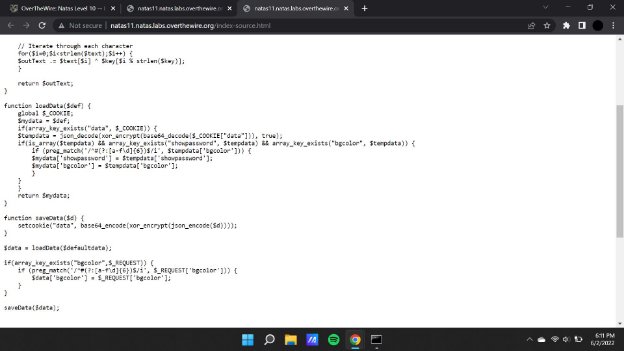 OverTheWire: Natas Level 10 →
natas11.natas.labs.overthewire.or
natas11.natas.labs.overthewire.or
Not secure | natas11.natas.labs.overthewire.org/index-source.html
// Iterate through each character
for($i=0;$i<strlen($text);$i++) {
$outText .= $text[$i] ^ $key[$i % strlen($key)];
}
return $outText;
}
function loadData($def) {
global $_COOKIE;
$mydata = $def;
if(array_key_exists("data", $_COOKIE)) {
$tempdata = json_decode(xor_encrypt(base64_decode($_COOKIE["data"])), true);
if(is_array($tempdata) && array_key_exists("showpassword", $tempdata) && array_key_exists("bgcolor", $tempdata)) {
if (preg_match('/^#(?:[a-f\d]{6})$/i', $tempdata['bgcolor'])) {
$mydata['showpassword'] = $tempdata['showpassword'];
$mydata['bgcolor'] = $tempdata['bgcolor'];
}
}
}
return $mydata;
}
function saveData($d) {
setcookie("data", base64_encode(xor_encrypt(json_encode($d))));
}
$data = loadData($defaultdata);
if(array_key_exists("bgcolor",$_REQUEST)) {
if (preg_match('/^#(?:[a-f\d]{6})$/i', $_REQUEST['bgcolor'])) {
$data['bgcolor'] = $_REQUEST['bgcolor'];
}
}
saveData($data);
6:11 PM
6/2/2022